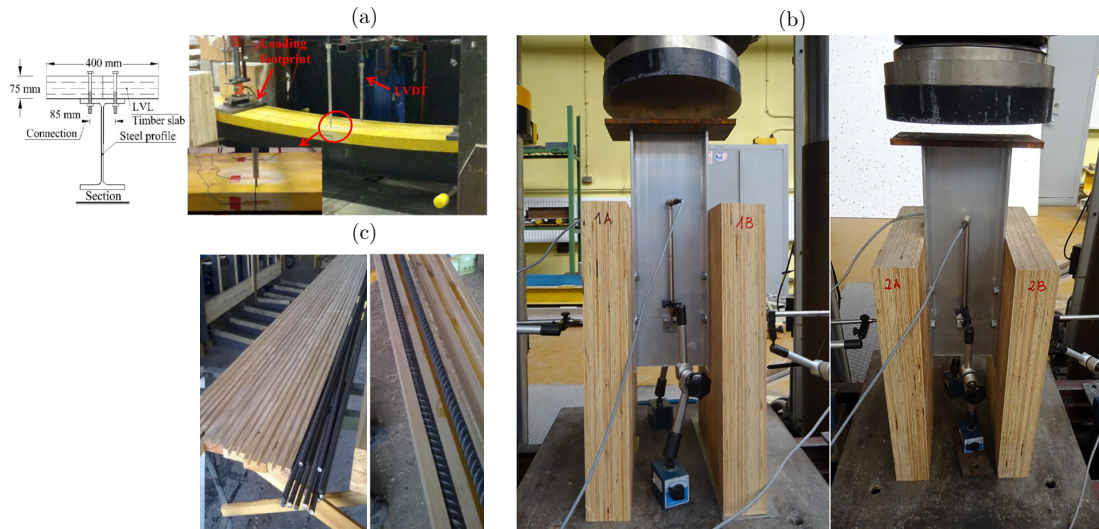 (a)
400 mm
75 mm
85 mm
LVL
Timber slab
Connection
Steel profile
Section
Loading
footprint
LVDT
(b)
1A
1B
2A
2B
(c)